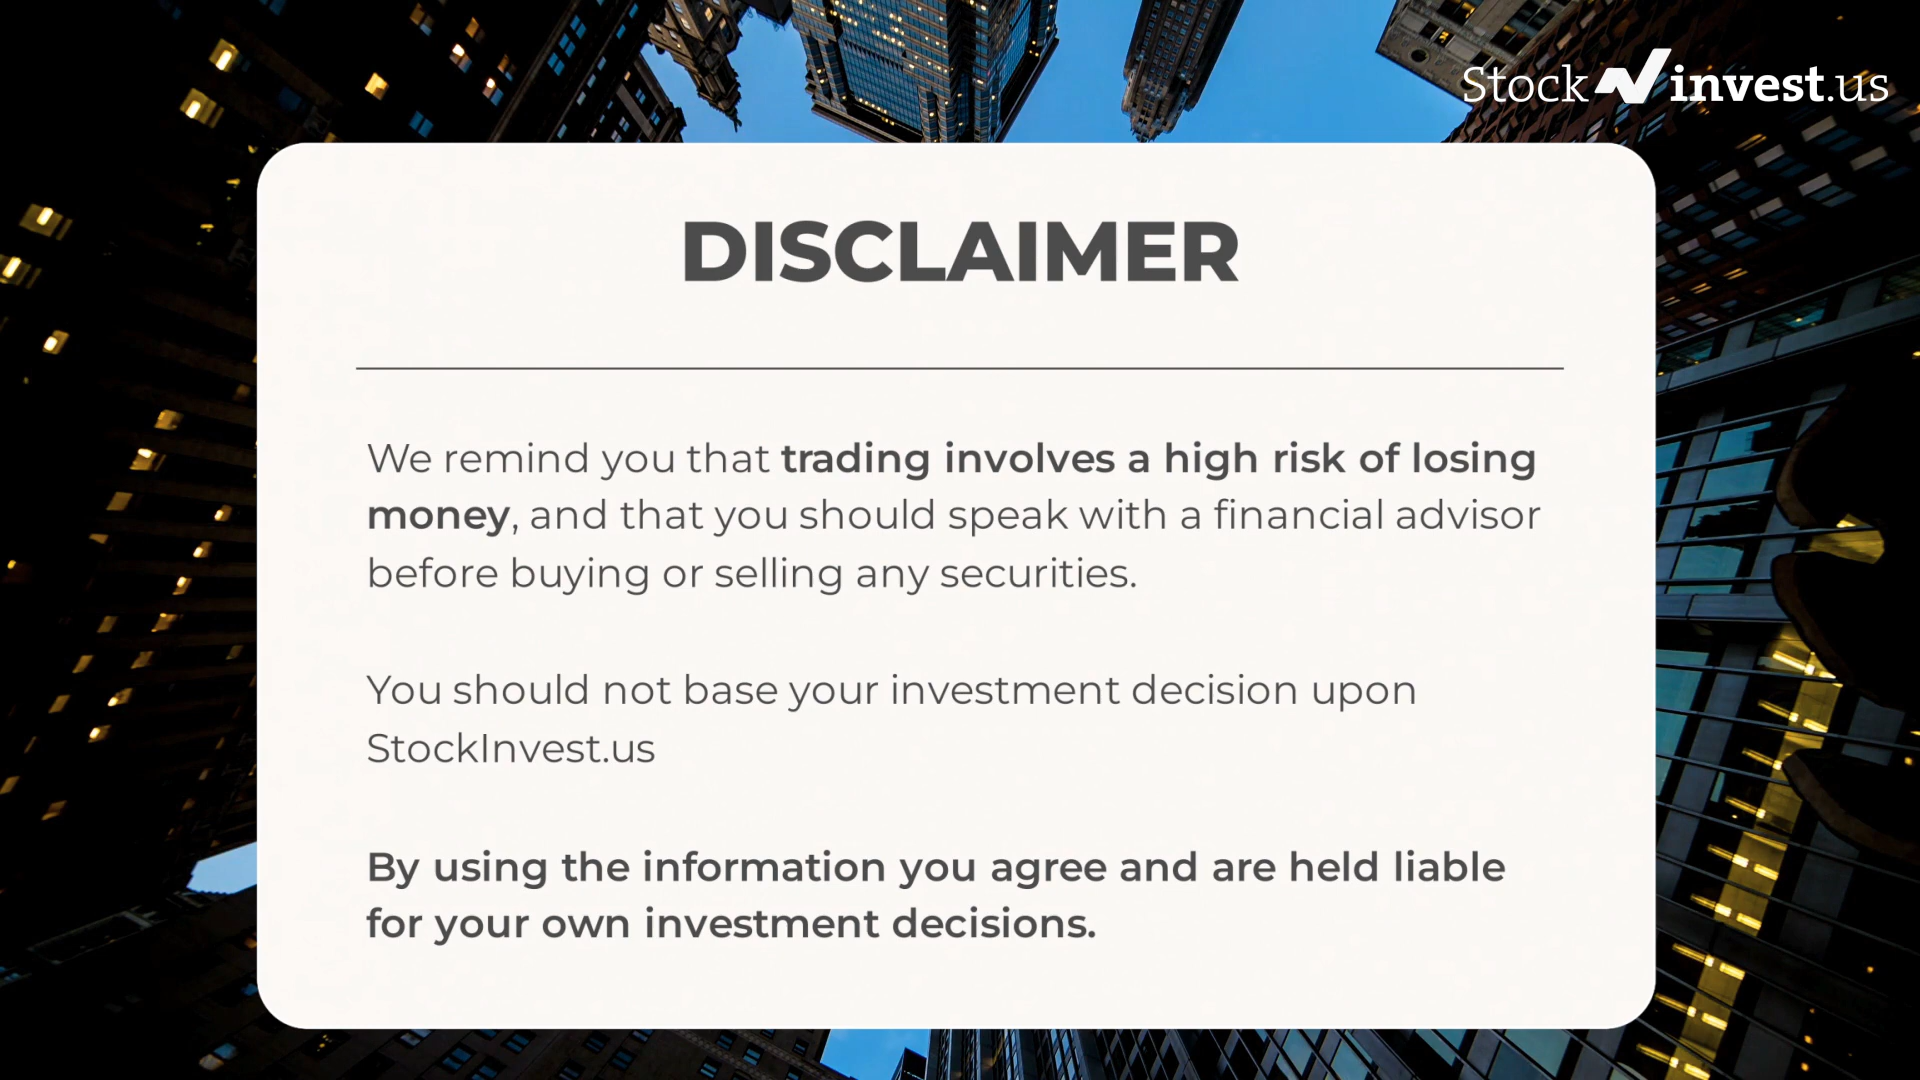 Stock invest.us
DISCLAIMER
We remind you that trading involves a high risk of losing
money, and that you should speak with a financial advisor
before buying or selling any securities.
You should not base your investment decision upon
StockInvest.us
By using the information you agree and are held liable
for your own investment decisions.